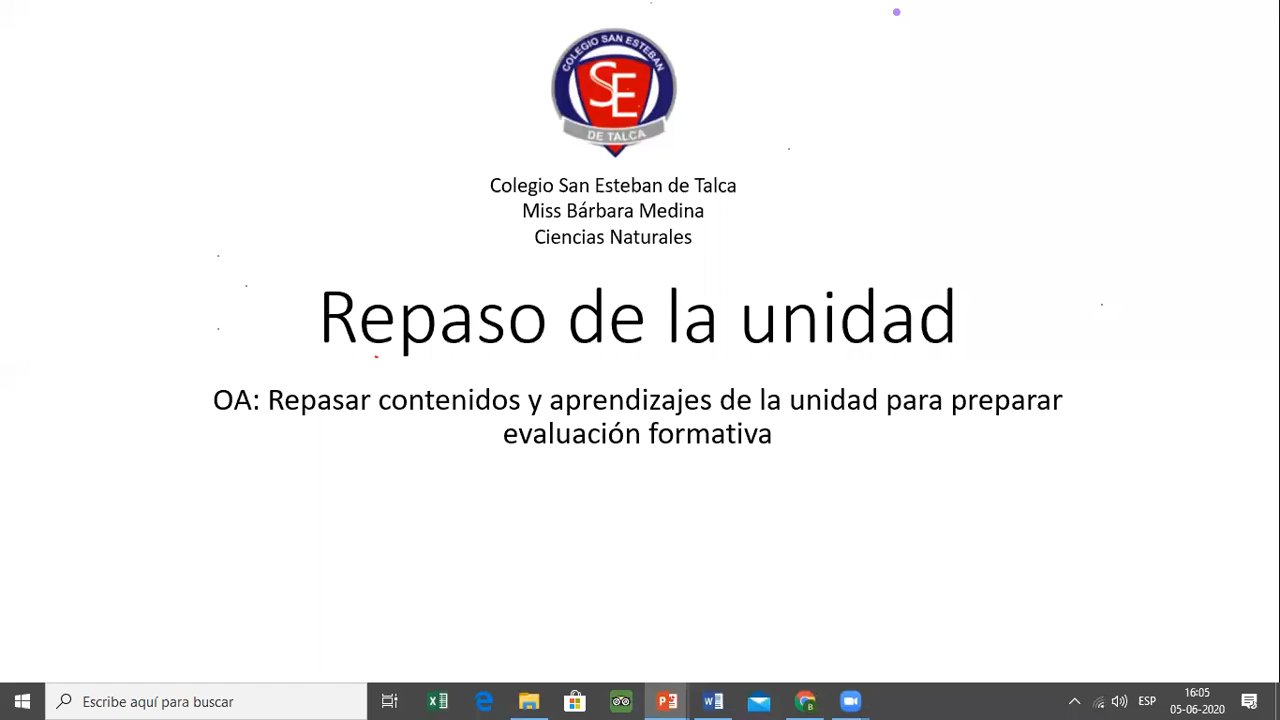 COLEGIO SAN ESTEBAN
SE
DE TALCA
Colegio San Esteban de Talca
Miss Bárbara Medina
Ciencias Naturales
Repaso de la unidad
OA: Repasar contenidos y aprendizajes de la unidad para preparar
evaluación formativa
Escribe aquí para buscar
ESP
16:05
05-06-2020